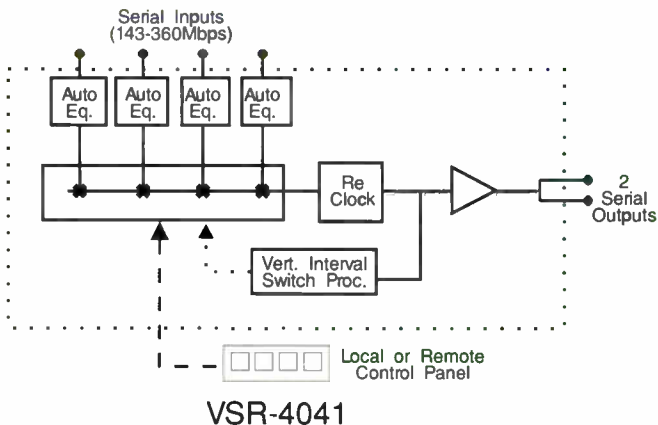 Serial Inputs
(143-360Mbps)
Auto
Eq.
Auto
Eq.
Auto
Eq.
Auto
Eq.
Re
Clock
2
Serial
Outputs
Vert. Interval
Switch Proc.
Local or Remote
Control Panel
VSR-4041